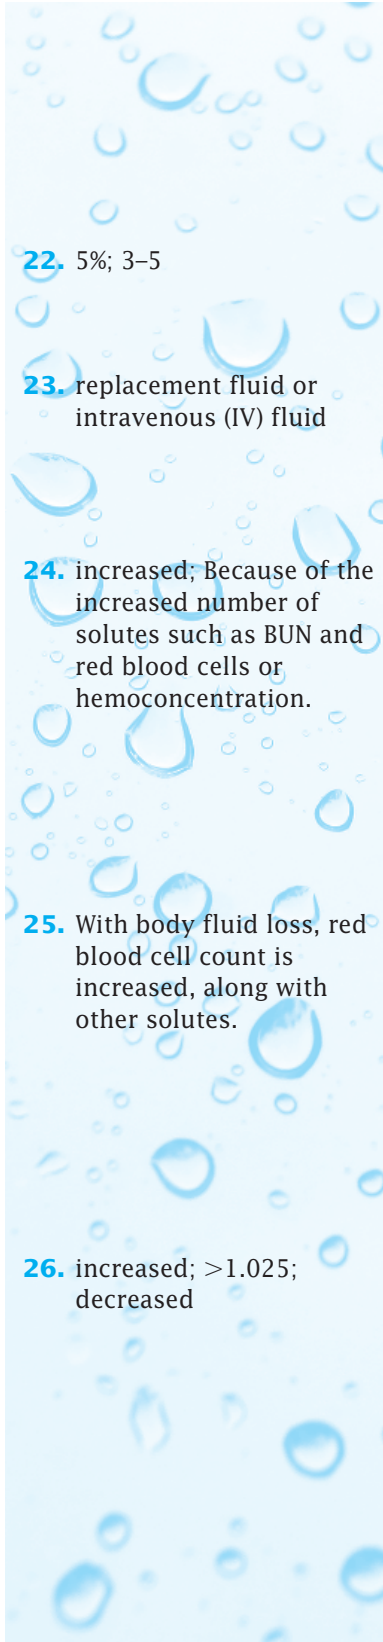 22. 5%; 3–5
23. replacement fluid or
intravenous (IV) fluid
24. increased; Because of the
increased number of
solutes such as BUN and
red blood cells or
hemoconcentration.
25. With body fluid loss, red
blood cell count is
increased, along with
other solutes.
26. increased; >1.025;
decreased